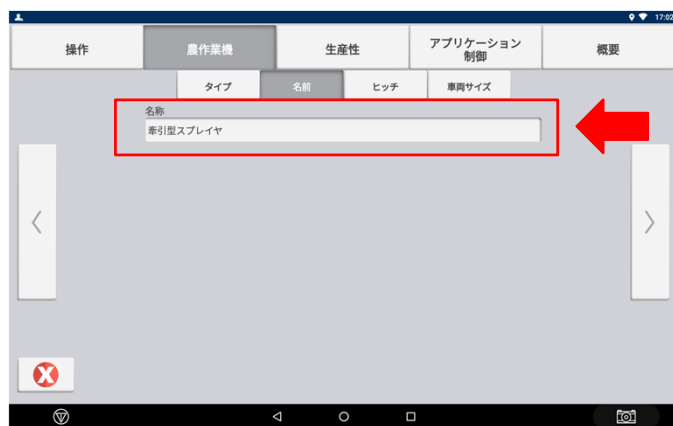 17:02
操作
農作業機
生産性
アプリケーション
制御
概要
タイプ
名前
ヒッチ
車両サイズ
名称
牽引型スプレイヤ